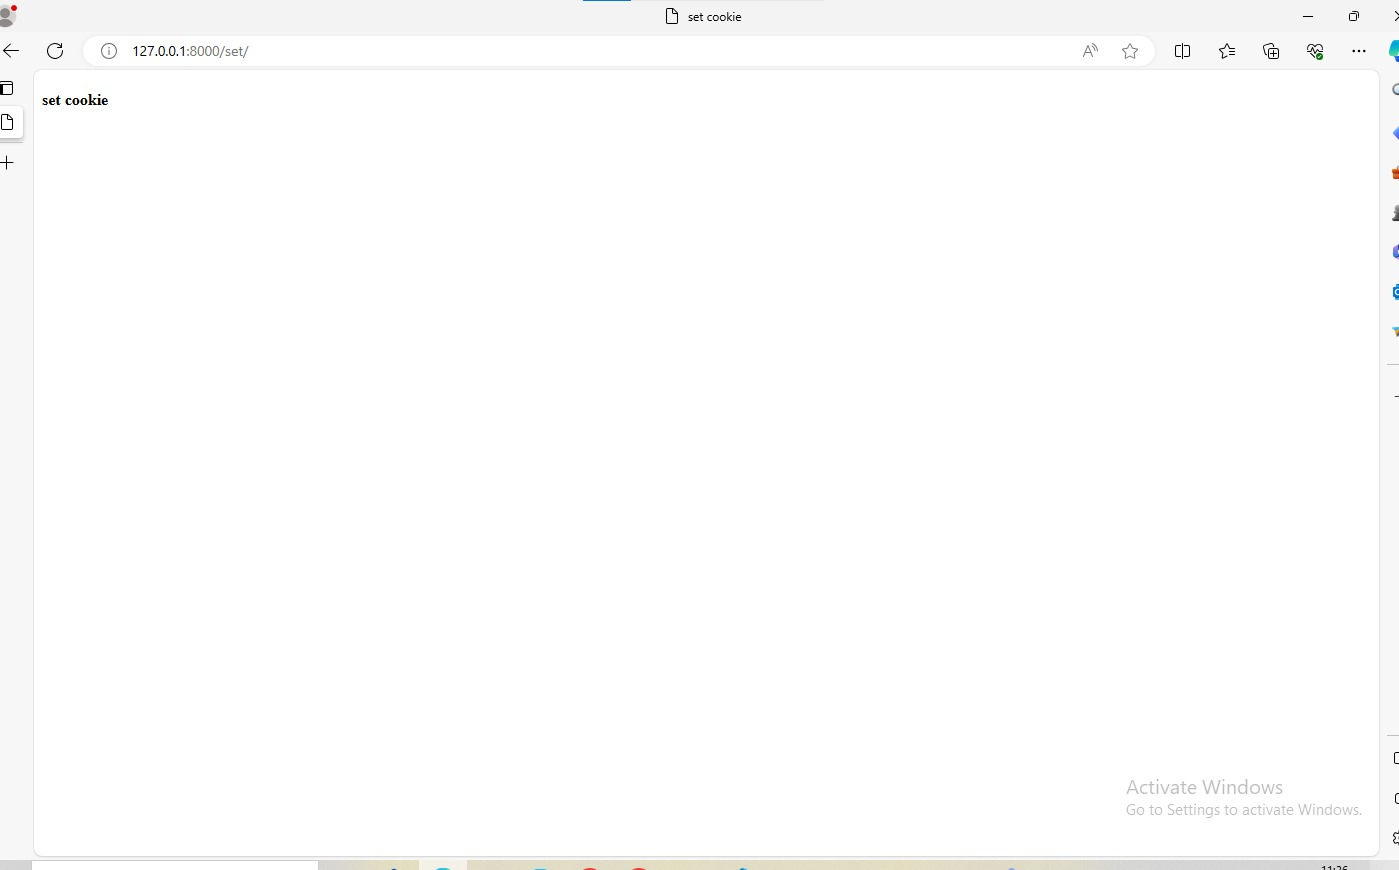 set cookie
127.0.0.1:8000/set/
set cookie
Activate Windows
Go to Settings to activate Windows.